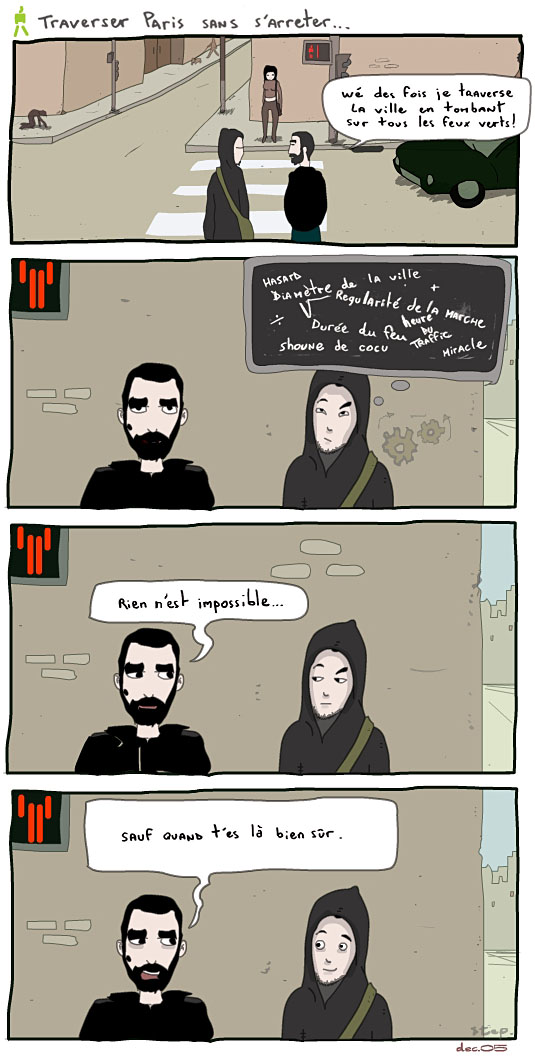 Traverser Paris sans s'arreter...
wé des fois je traverse
la ville en tombant
sur tous les feux verts!
Hasard
Diamètre de la ville
+
÷ √ Regularité de la marche
Durée du feu
heure du traffic
shoune de cocu
miracle
Rien n'est impossible...
sauf quand t'es là bien sûr.
step.
dec.05